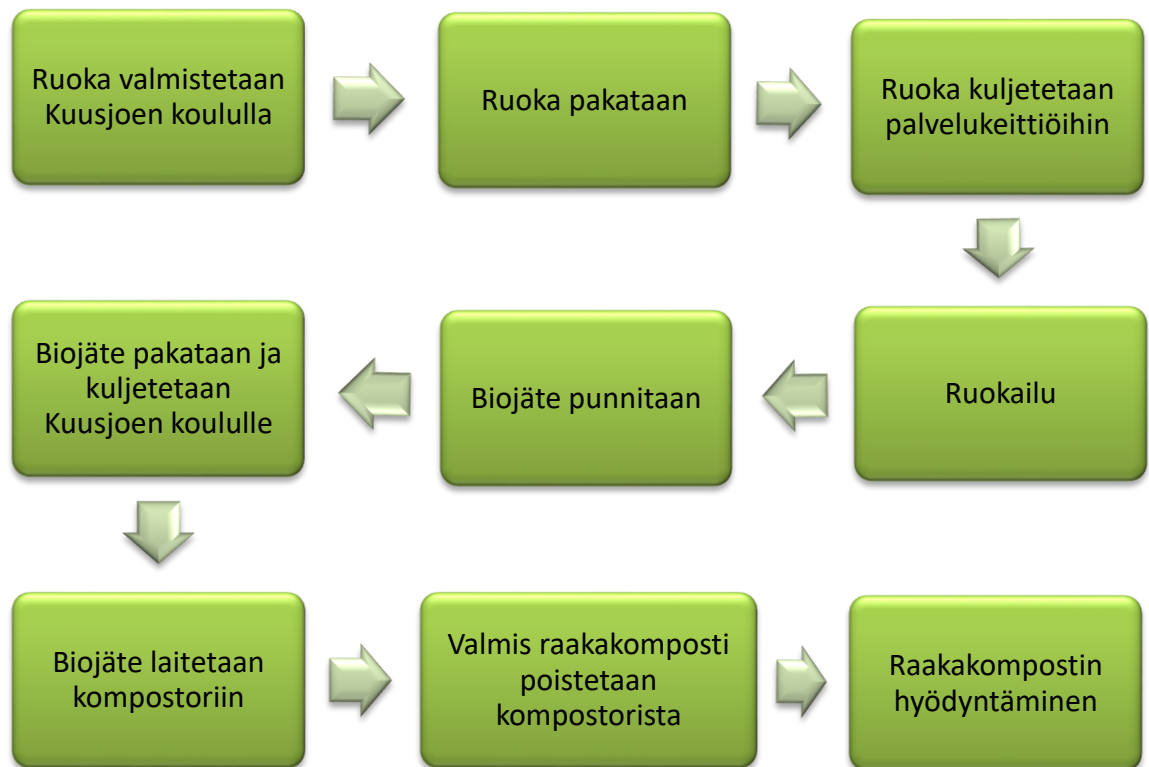 Ruoka valmistetaan
Kuusjoen koululla
Ruoka pakataan
Ruoka kuljetetaan
palvelukeittiöihin
Ruokailu
Biojäte punnitaan
Biojäte pakataan ja
kuljetetaan
Kuusjoen koululle
Biojäte laitetaan
kompostoriin
Valmis raakakomposti
poistetaan
kompostorista
Raakakompostin
hyödyntäminen